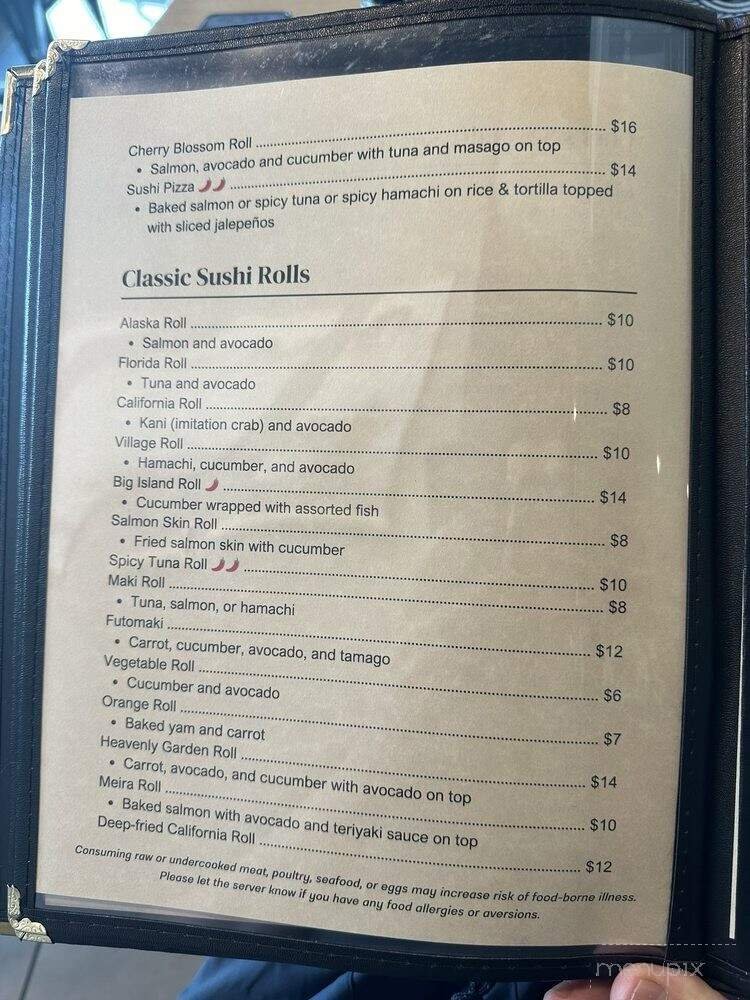 Cherry Blossom Roll ........ $16
• Salmon, avocado and cucumber with tuna and masago on top
Sushi Pizza 🌶🌶 ........ $14
• Baked salmon or spicy tuna or spicy hamachi on rice & tortilla topped
with sliced jalepeños
Classic Sushi Rolls
Alaska Roll ........ $10
• Salmon and avocado
Florida Roll ........ $10
• Tuna and avocado
California Roll ........ $8
• Kani (imitation crab) and avocado
Village Roll ........ $10
• Hamachi, cucumber, and avocado
Big Island Roll 🌶 ........ $14
• Cucumber wrapped with assorted fish
Salmon Skin Roll ........ $8
• Fried salmon skin with cucumber
Spicy Tuna Roll 🌶🌶 ........ $10
Maki Roll ........ $8
• Tuna, salmon, or hamachi
Futomaki ........ $12
• Carrot, cucumber, avocado, and tamago
Vegetable Roll ........ $6
• Cucumber and avocado
Orange Roll ........ $7
• Baked yam and carrot
Heavenly Garden Roll ........ $14
• Carrot, avocado, and cucumber with avocado on top
Meira Roll ........ $10
• Baked salmon with avocado and teriyaki sauce on top
Deep-fried California Roll ........ $12
Consuming raw or undercooked meat, poultry, seafood, or eggs may increase risk of food-borne illness.
Please let the server know if you have any food allergies or aversions.
menupix